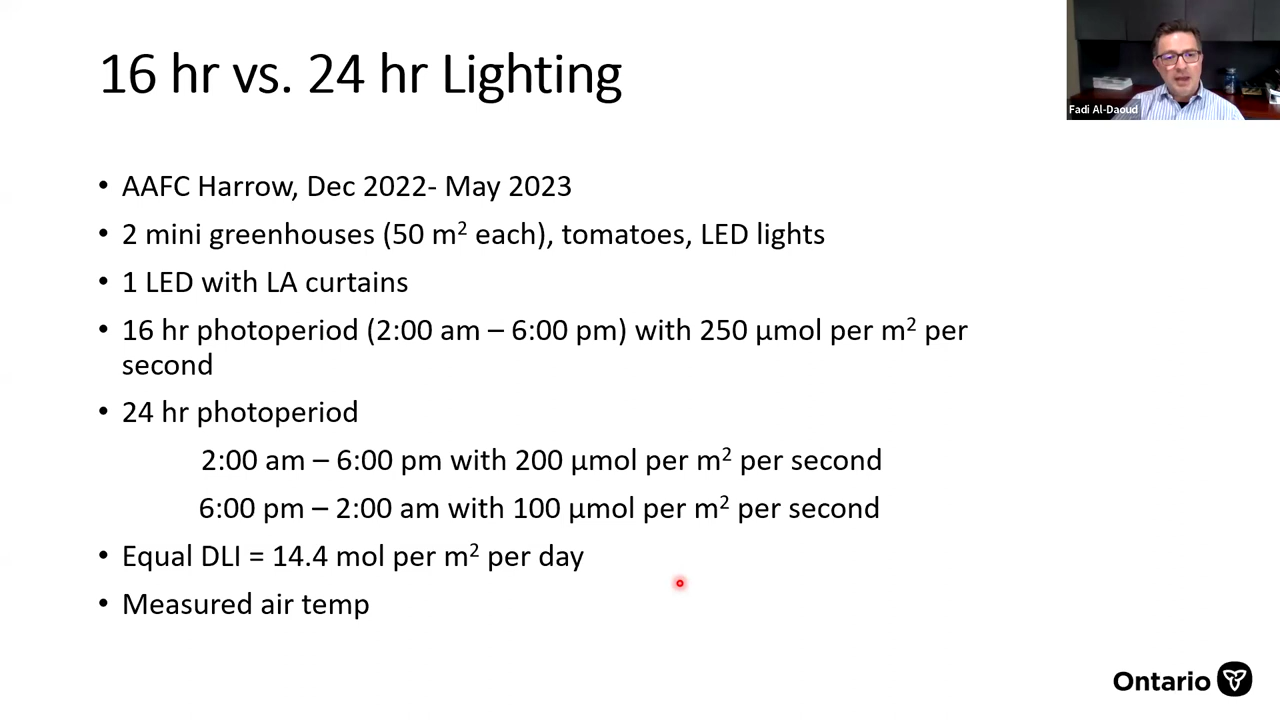 16 hr vs. 24 hr Lighting
Fadi Al-Daoud
• AAFC Harrow, Dec 2022- May 2023
• 2 mini greenhouses (50 m² each), tomatoes, LED lights
• 1 LED with LA curtains
• 16 hr photoperiod (2:00 am – 6:00 pm) with 250 µmol per m² per
second
• 24 hr photoperiod
2:00 am – 6:00 pm with 200 µmol per m² per second
6:00 pm – 2:00 am with 100 µmol per m² per second
• Equal DLI = 14.4 mol per m² per day
• Measured air temp
Ontario